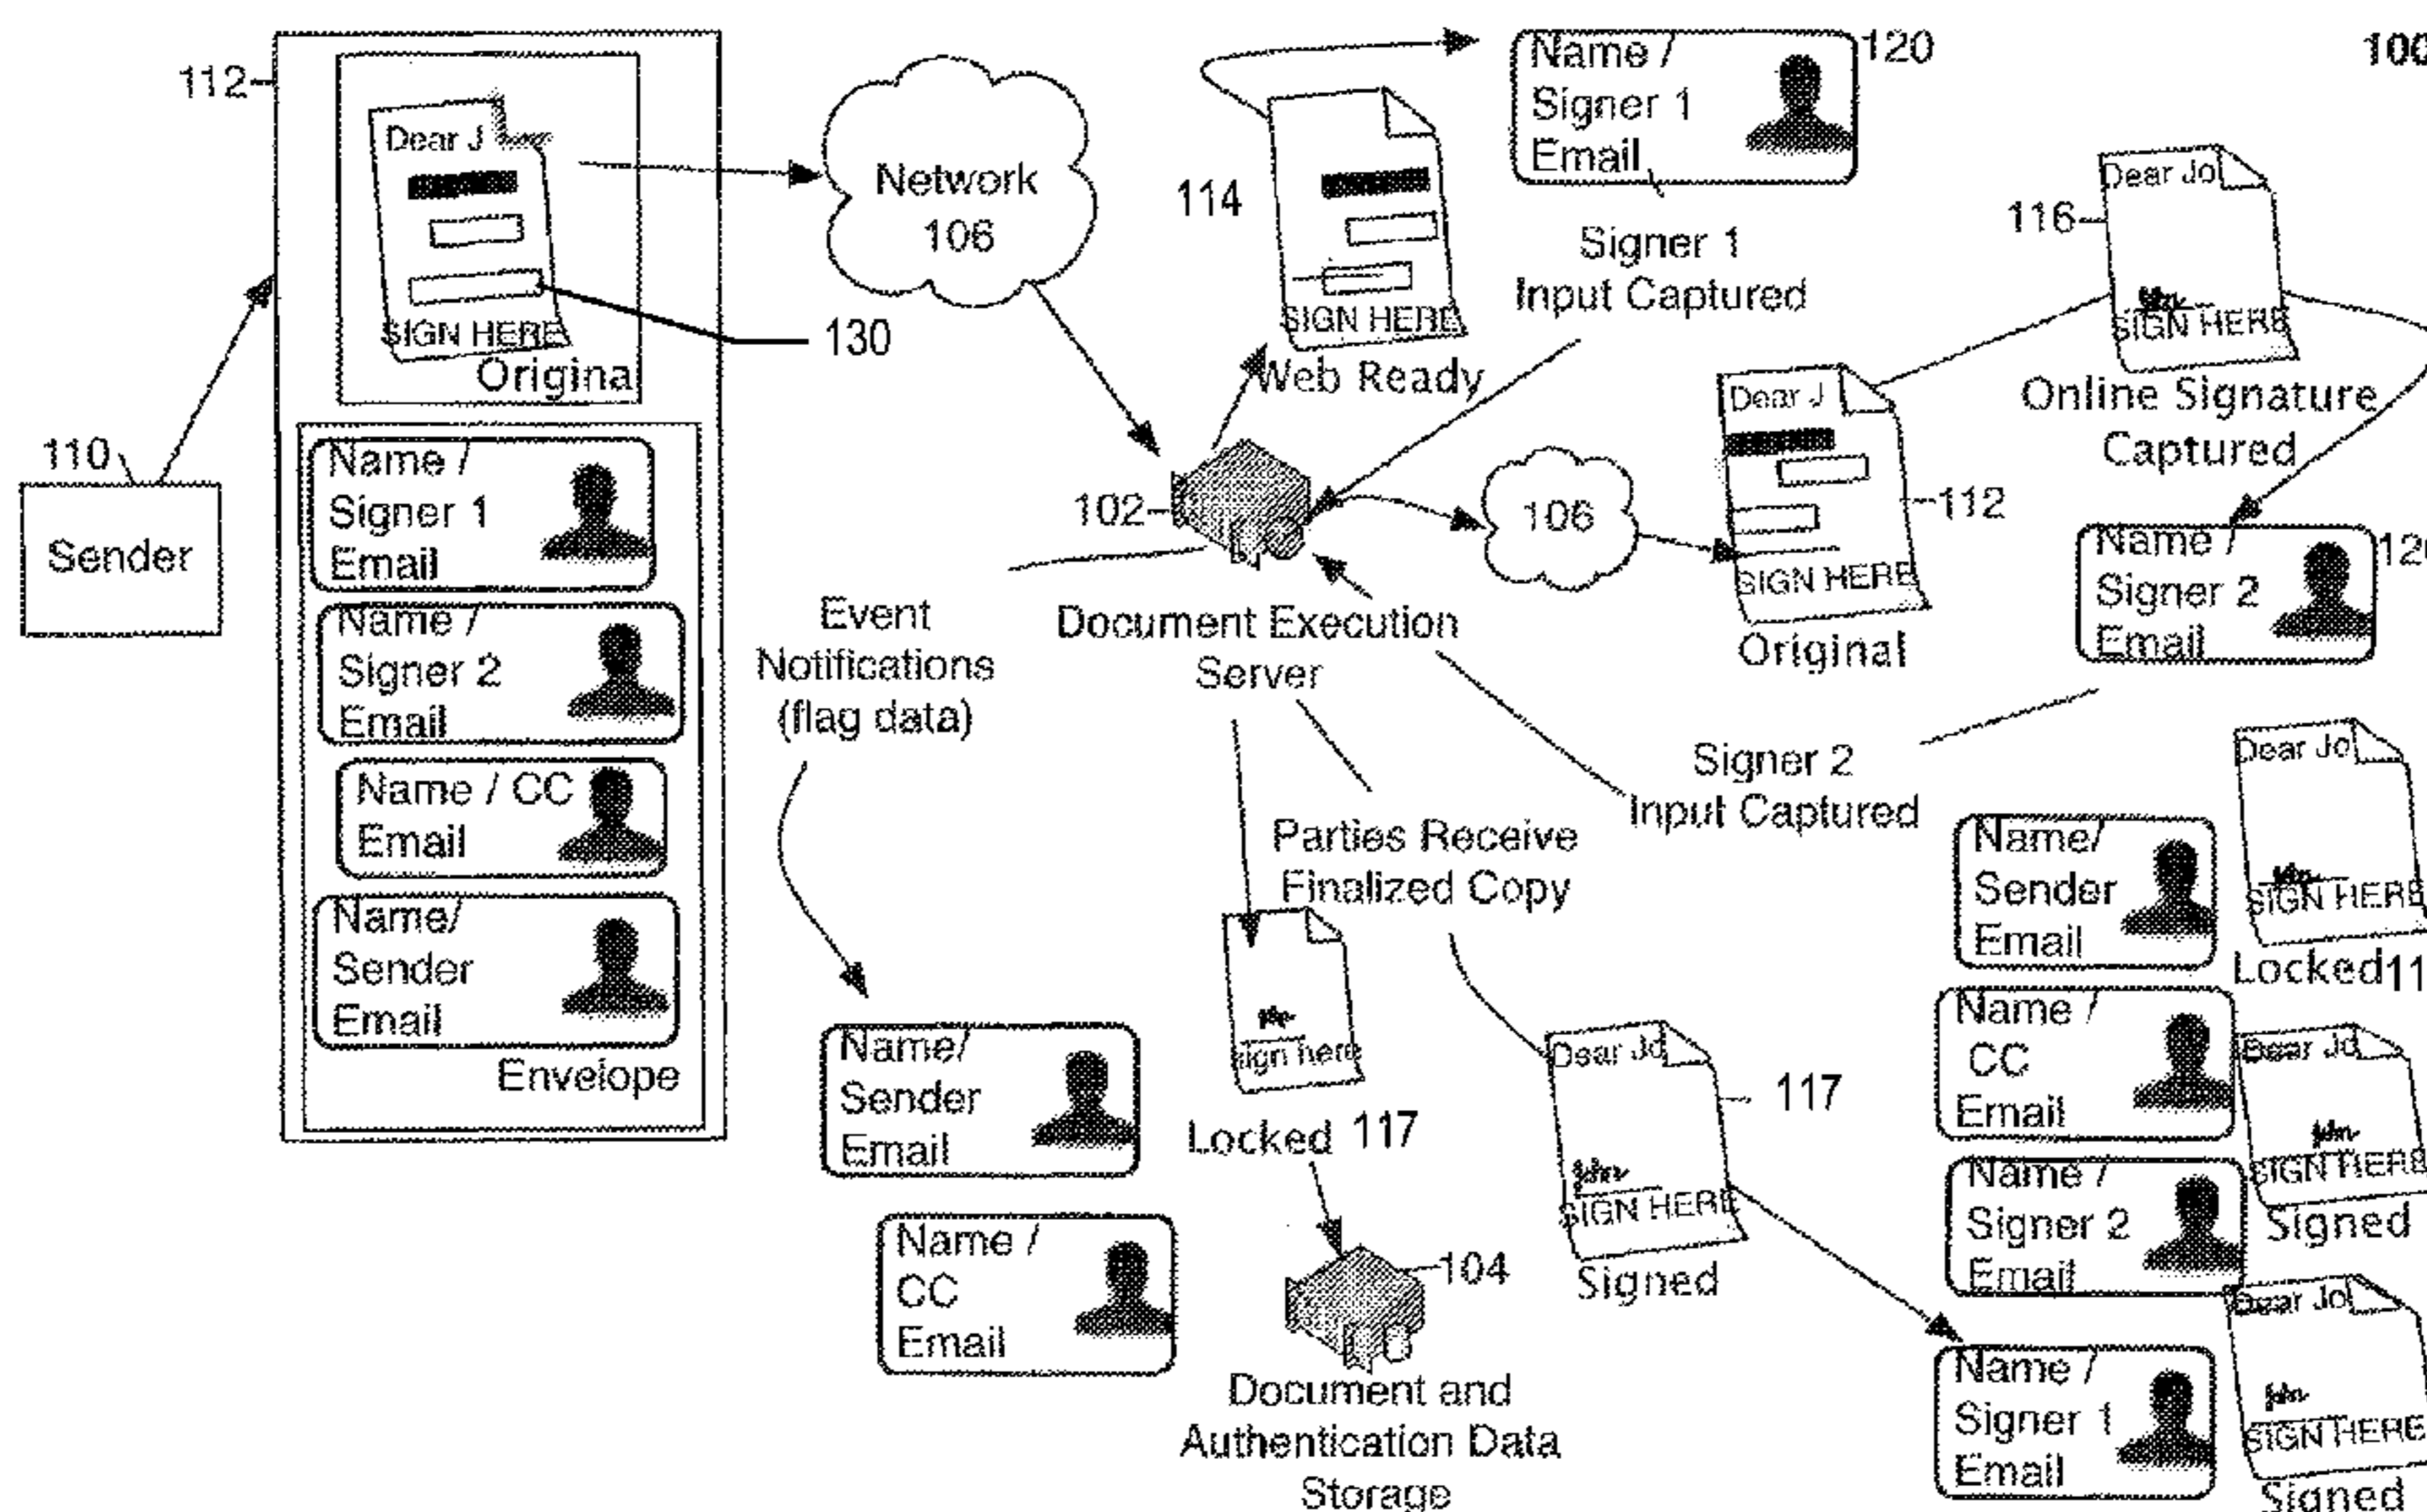 112
Dear J
SIGN HERE
Origina
130
110
Sender
Name /
Signer 1
Email
Name /
Signer 2
Email
Name / CC
Email
Name/
Sender
Email
Envelope
Network
106
114
SIGN HERE
Web Ready
Name /
Signer 1
Email
120
100
Signer 1
Input Captured
116
Dear Jo
SIGN HERE
Online Signature
Captured
102
106
Dear J
SIGN HERE
112
Original
Name /
Signer 2
Email
Document Execution
Server
Event
Notifications
(flag data)
Signer 2
Input Captured
Parties Receive
Finalized Copy
Name/
Sender
Email
Name /
CC
Email
sign here
Locked 117
104
Document and
Authentication Data
Storage
Dear Jo
john
SIGN HERE
117
Signed
Name/
Sender
Email
Dear Jo
SIGN HERE
Locked11
Name /
CC
Email
Dear Jo
john
SIGN HERE
Signed
Name /
Signer 2
Email
Name /
Signer 1
Email
Dear Jo
john
SIGN HERE
Signed